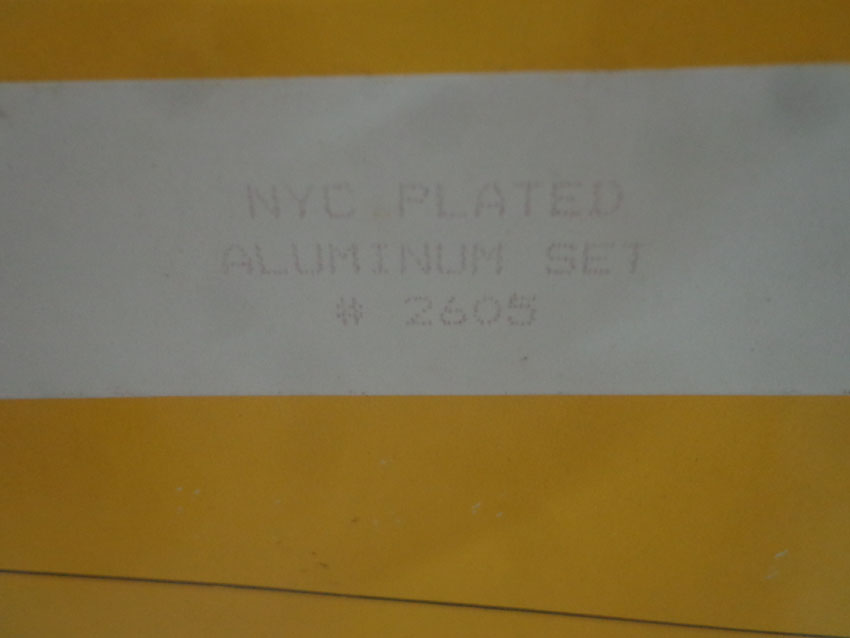 NYC PLATED
ALUMINUM SET
# 2605